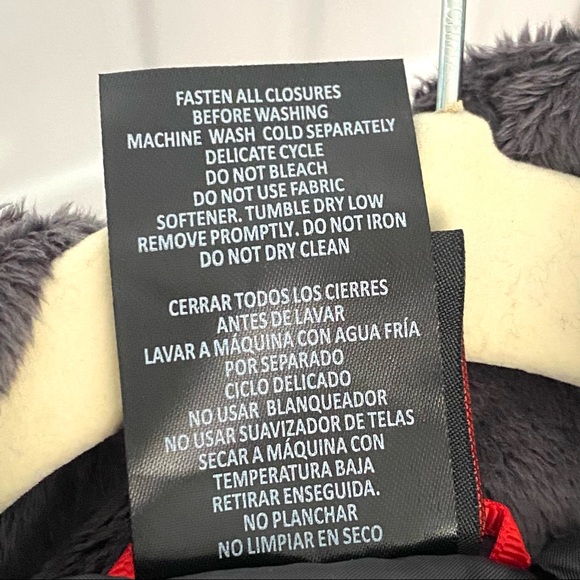 FASTEN ALL CLOSURES
BEFORE WASHING
MACHINE WASH COLD SEPARATELY
DELICATE CYCLE
DO NOT BLEACH
DO NOT USE FABRIC
SOFTENER. TUMBLE DRY LOW
REMOVE PROMPTLY. DO NOT IRON
DO NOT DRY CLEAN
CERRAR TODOS LOS CIERRES
ANTES DE LAVAR
LAVAR A MÁQUINA CON AGUA FRÍA
POR SEPARADO
CICLO DELICADO
NO USAR BLANQUEADOR
NO USAR SUAVIZADOR DE TELAS
SECAR A MÁQUINA CON
TEMPERATURA BAJA
RETIRAR ENSEGUIDA.
NO PLANCHAR
NO LIMPIAR EN SECO